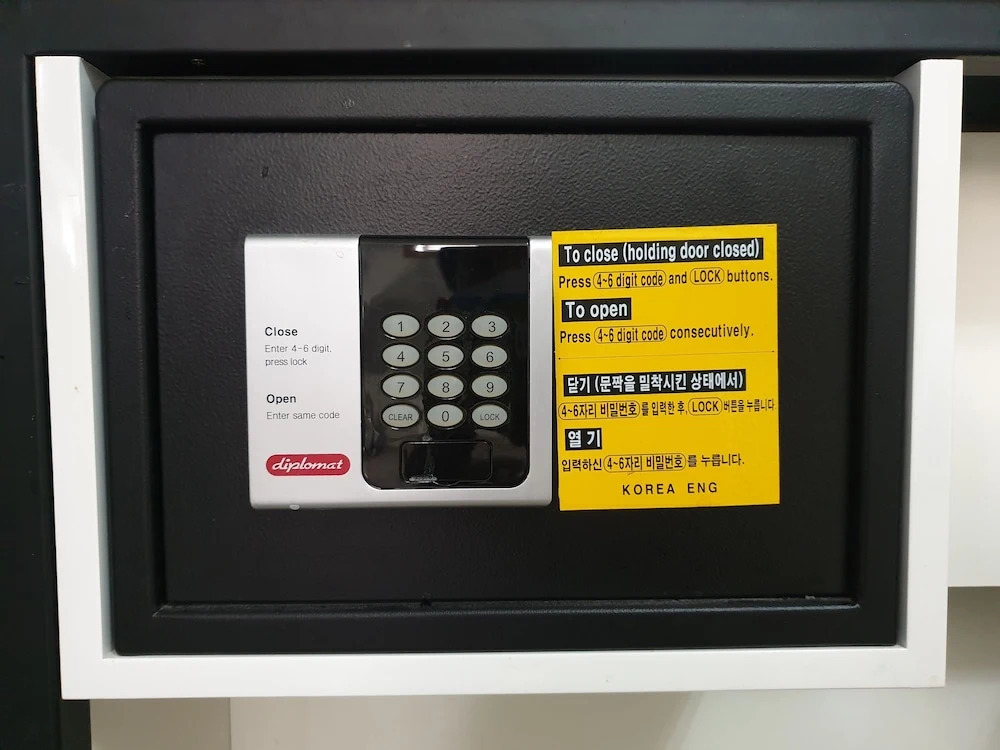 Close
Enter 4~6 digit,
press lock
Open
Enter same code
diplomat
1 2 3
4 5 6
7 8 9
CLEAR 0 LOCK
To close (holding door closed)
Press 4~6 digit code and LOCK buttons.
To open
Press 4~6 digit code consecutively.
닫기 (문짝을 밀착시킨 상태에서)
4~6자리 비밀번호 를 입력한 후, LOCK 버튼을 누릅니다.
열 기
입력하신 4~6자리 비밀번호 를 누릅니다.
KOREA ENG